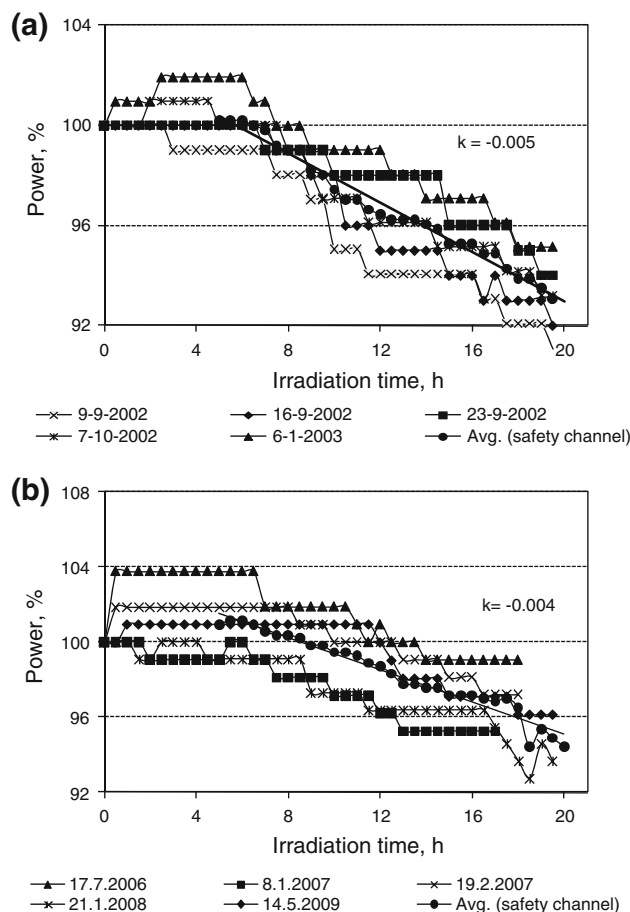 (a)
104
102
100
96
92
Power, %
k = -0.005
0 4 8 12 16 20
Irradiation time, h
9-9-2002 16-9-2002 23-9-2002
7-10-2002 6-1-2003 Avg. (safety channel)
(b)
108
104
100
96
92
Power, %
k= -0.004
0 4 8 12 16 20
Irradiation time, h
17.7.2006 8.1.2007 19.2.2007
21.1.2008 14.5.2009 Avg. (safety channel)